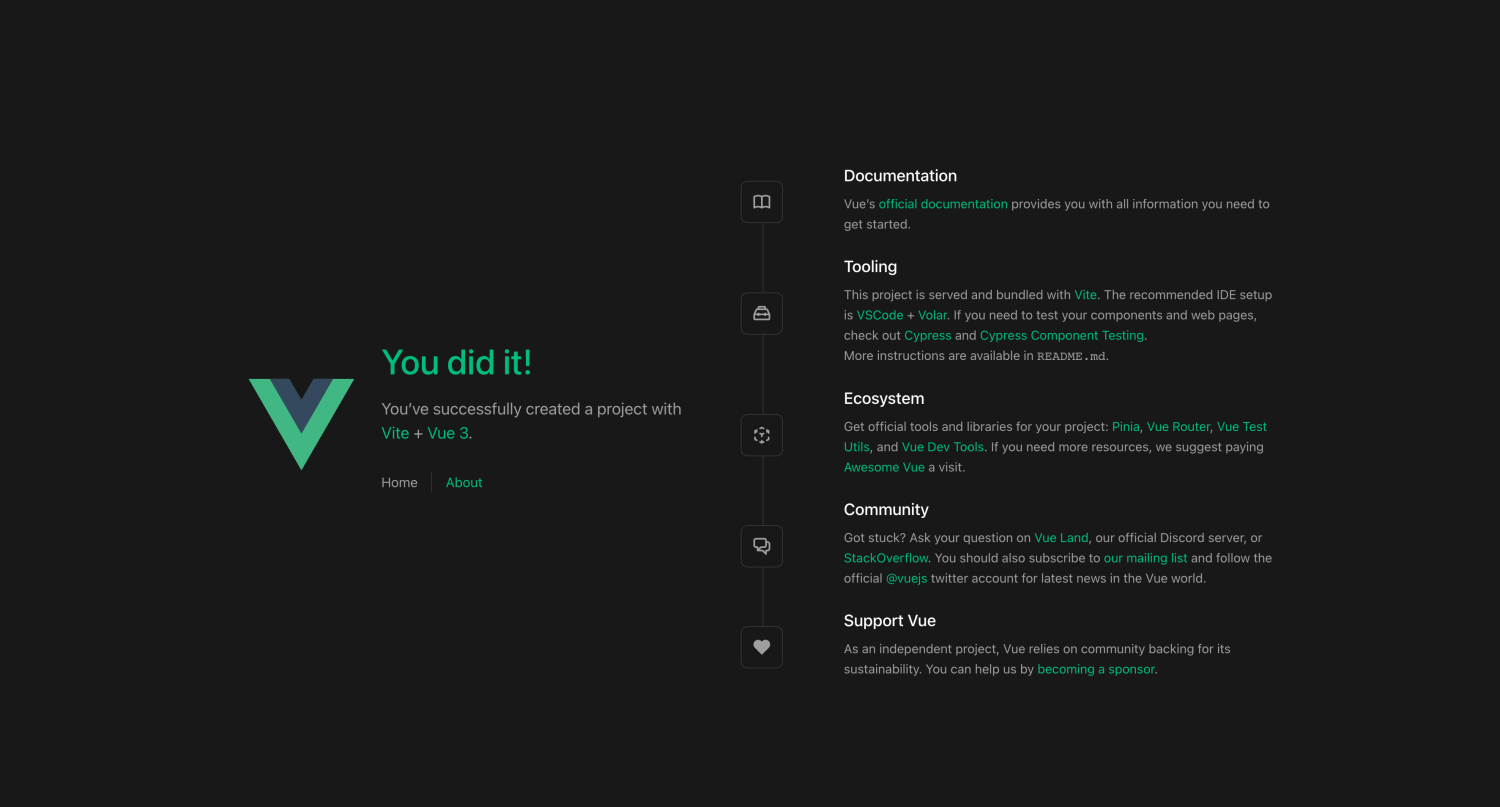 You did it!
You’ve successfully created a project with
Vite + Vue 3.
Home
About
Documentation
Vue’s official documentation provides you with all information you need to
get started.
Tooling
This project is served and bundled with Vite. The recommended IDE setup
is VSCode + Volar. If you need to test your components and web pages,
check out Cypress and Cypress Component Testing.
More instructions are available in README.md.
Ecosystem
Get official tools and libraries for your project: Pinia, Vue Router, Vue Test
Utils, and Vue Dev Tools. If you need more resources, we suggest paying
Awesome Vue a visit.
Community
Got stuck? Ask your question on Vue Land, our official Discord server, or
StackOverflow. You should also subscribe to our mailing list and follow the
official @vuejs twitter account for latest news in the Vue world.
Support Vue
As an independent project, Vue relies on community backing for its
sustainability. You can help us by becoming a sponsor.